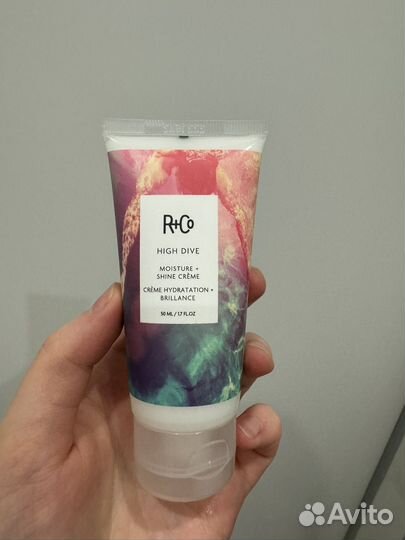 R+Co
HIGH DIVE
MOISTURE +
SHINE CRÈME
CRÈME HYDRATATION +
BRILLANCE
50 ML / 1.7 FL.OZ
Avito